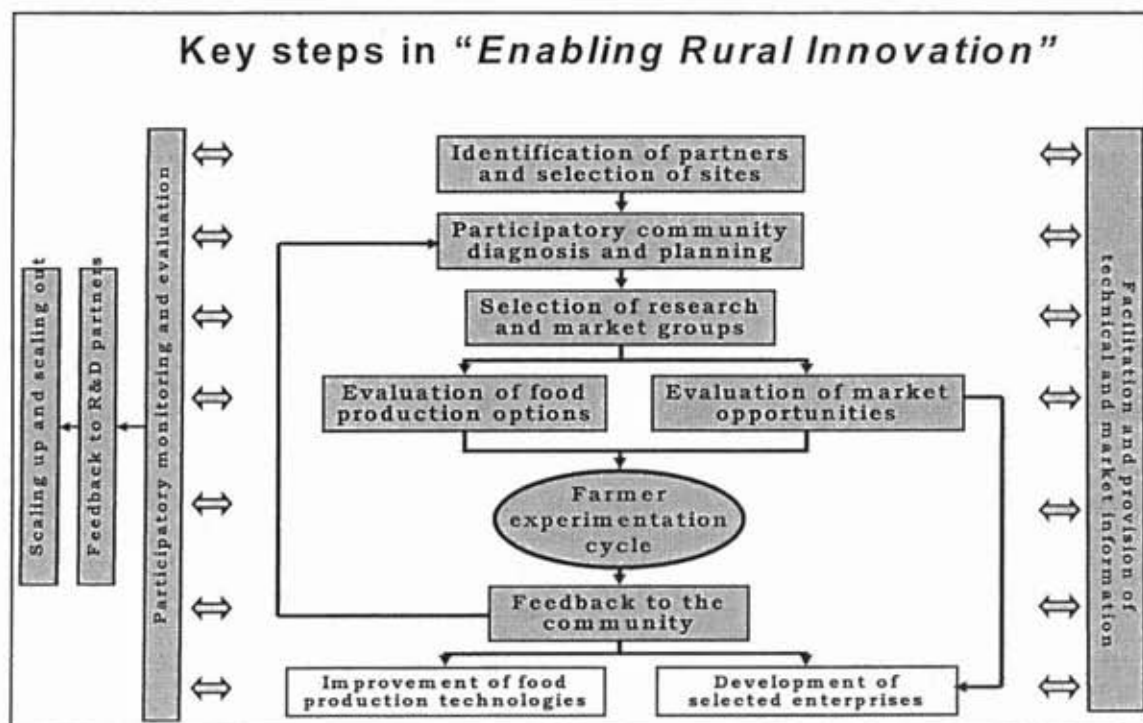 Key steps in "Enabling Rural Innovation"
Scaling up and scaling out
Feedback to R&D partners
Participatory monitoring and evaluation
Identification of partners
and selection of sites
Participatory community
diagnosis and planning
Selection of research
and market groups
Evaluation of food
production options
Evaluation of market
opportunities
Farmer
experimentation
cycle
Feedback to the
community
Improvement of food
production technologies
Development of
selected enterprises
Facilitation and provision of
technical and market information